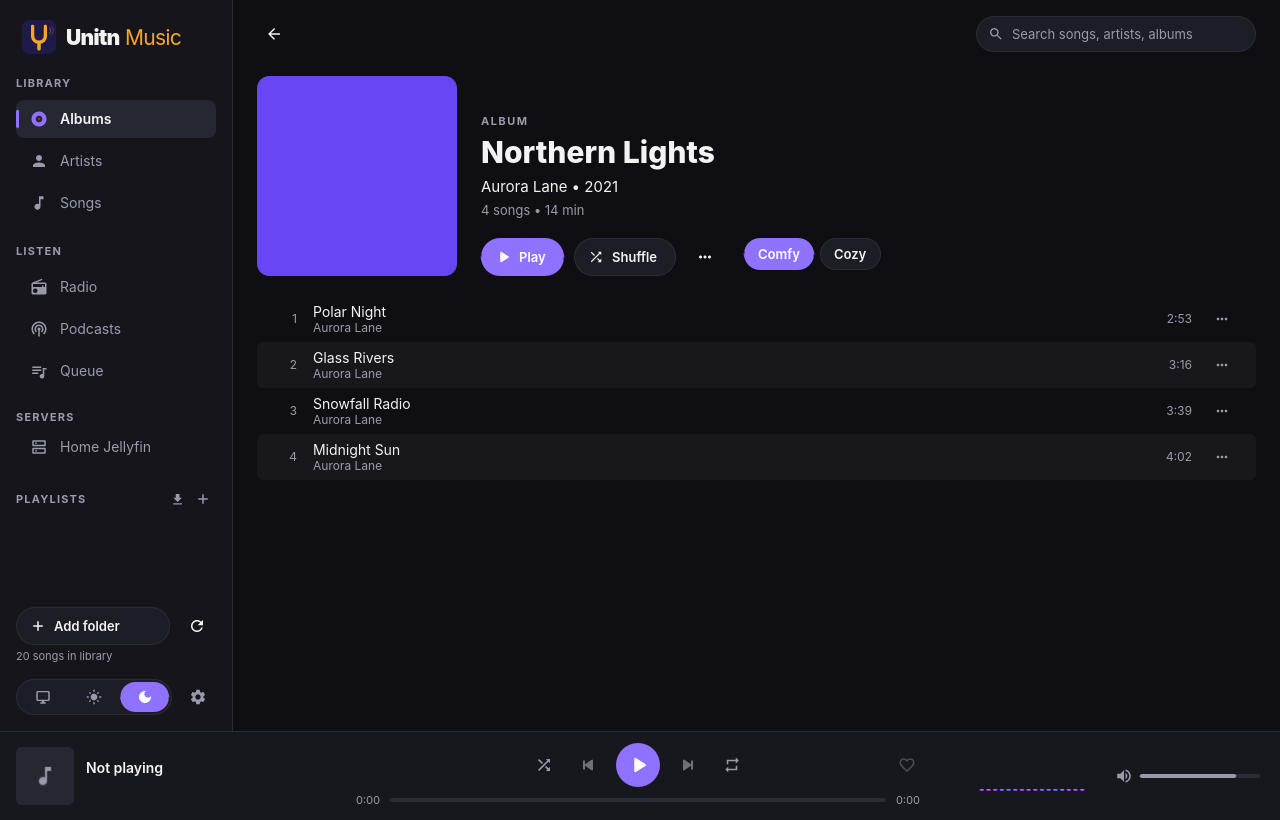 Unitn Music
Search songs, artists, albums
LIBRARY
Albums
Artists
Songs
LISTEN
Radio
Podcasts
Queue
SERVERS
Home Jellyfin
PLAYLISTS
Add folder
20 songs in library
ALBUM
Northern Lights
Aurora Lane • 2021
4 songs • 14 min
Play
Shuffle
Comfy
Cozy
1 Polar Night 2:53
Aurora Lane
2 Glass Rivers 3:16
Aurora Lane
3 Snowfall Radio 3:39
Aurora Lane
4 Midnight Sun 4:02
Aurora Lane
Not playing
0:00 0:00